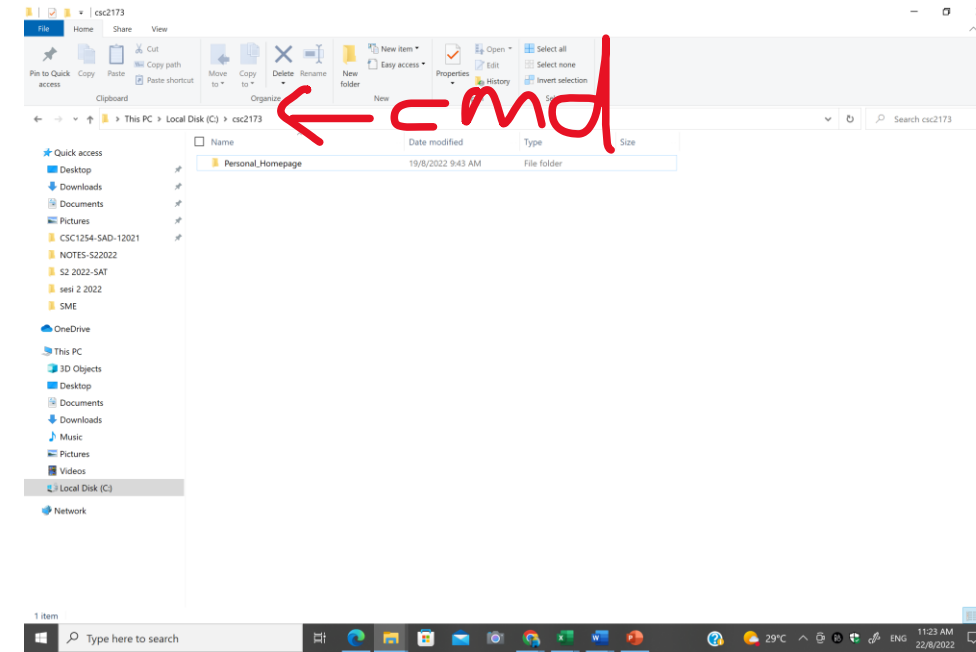 csc2173
File Home Share View
Pin to Quick access
Copy
Paste
Cut
Copy path
Paste shortcut
Clipboard
Move to
Copy to
Delete
Rename
Organize
New folder
New item
Easy access
New
Properties
Open
Edit
History
Select all
Select none
Invert selection
cmd
This PC > Local Disk (C:) > csc2173
Search csc2173
Name Date modified Type Size
Personal_Homepage 19/8/2022 9:43 AM File folder
Quick access
Desktop
Downloads
Documents
Pictures
CSC1254-SAD-12021
NOTES-S22022
S2 2022-SAT
sesi 2 2022
SME
OneDrive
This PC
3D Objects
Desktop
Documents
Downloads
Music
Pictures
Videos
Local Disk (C:)
Network
1 item
Type here to search
29°C
ENG
11:23 AM
22/8/2022